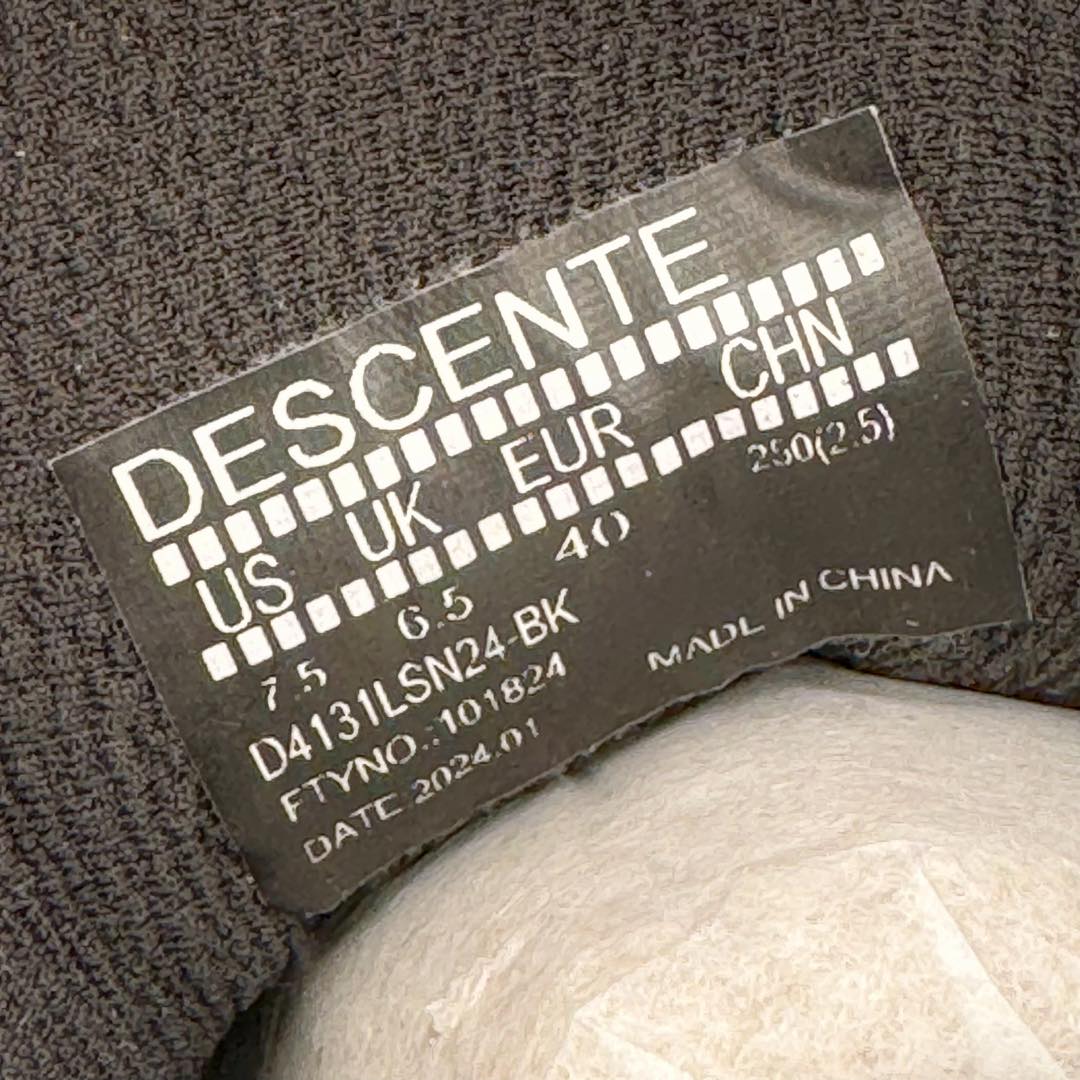 DESCENTE
US UK EUR CHN
7.5 6.5 40 250(2.5)
D4131LSN24-BK
FTYNO.:101824 MADE IN CHINA
DATE:2024.01